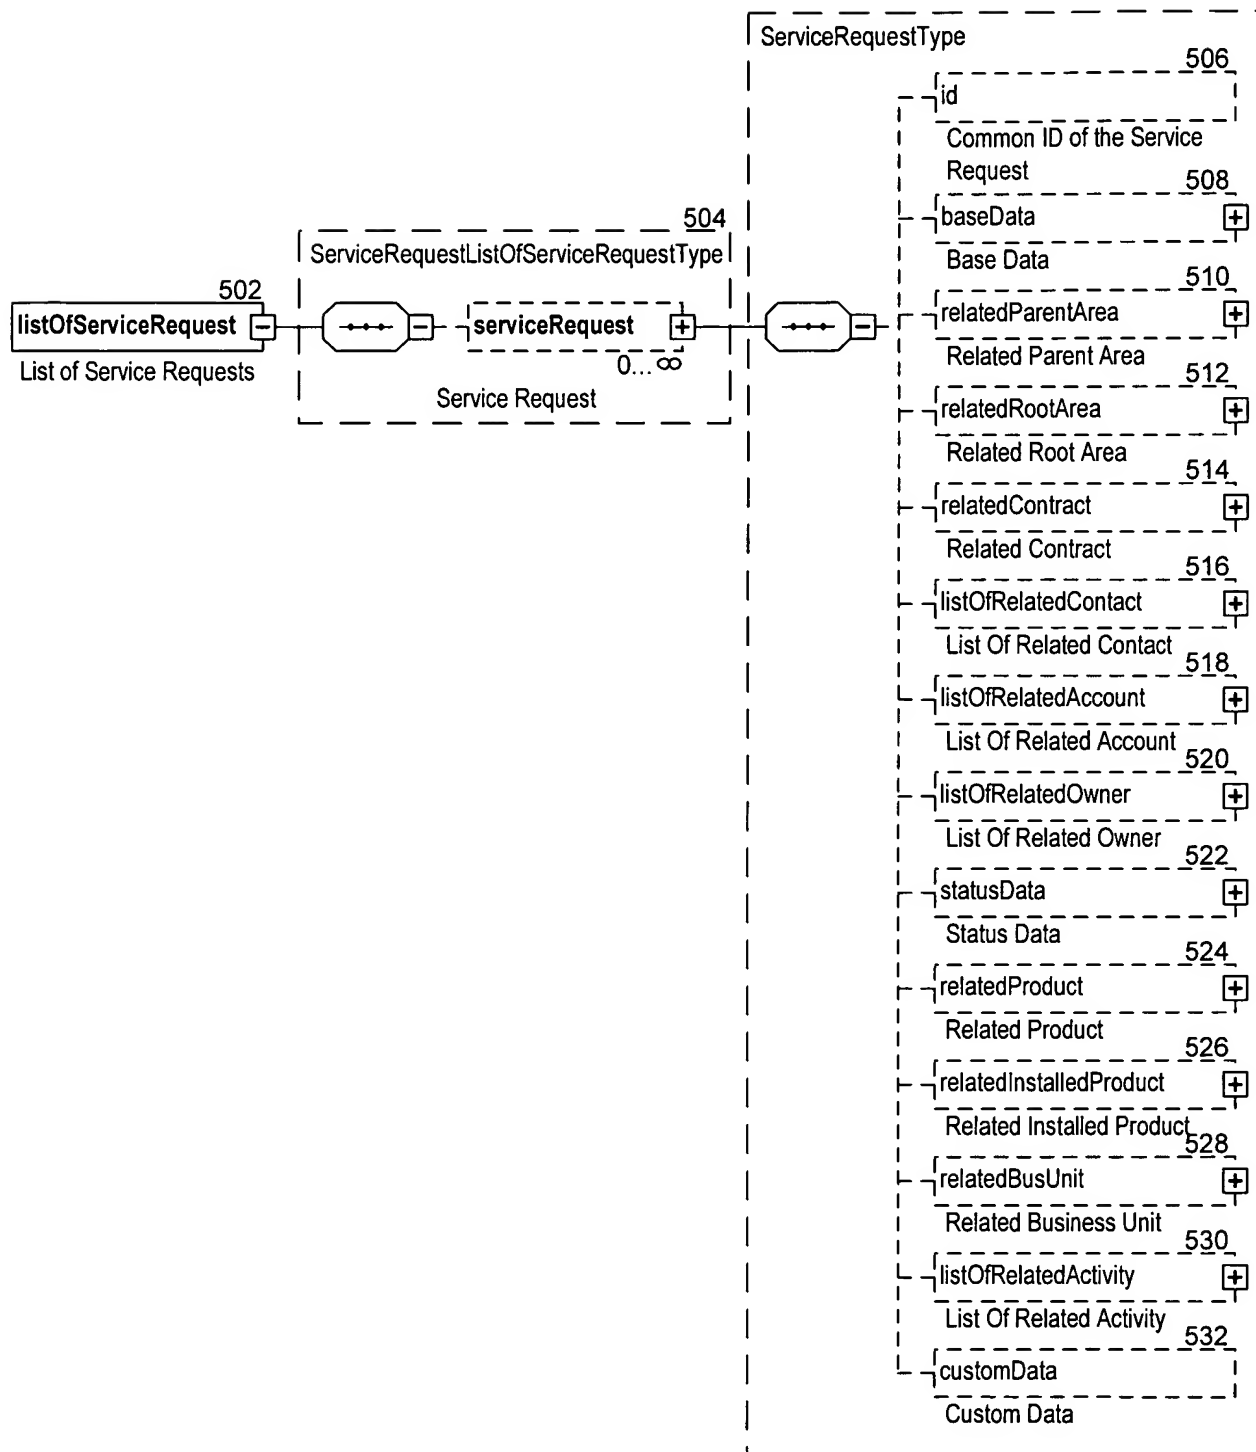 ServiceRequestType
506
id
Common ID of the Service
Request
508
baseData
Base Data
504
ServiceRequestListOfServiceRequestType
502
listOfServiceRequest
List of Service Requests
serviceRequest
0... ∞
Service Request
510
relatedParentArea
Related Parent Area
512
relatedRootArea
Related Root Area
514
relatedContract
Related Contract
516
listOfRelatedContact
List Of Related Contact
518
listOfRelatedAccount
List Of Related Account
520
listOfRelatedOwner
List Of Related Owner
522
statusData
Status Data
524
relatedProduct
Related Product
526
relatedInstalledProduct
Related Installed Product
528
relatedBusUnit
Related Business Unit
530
listOfRelatedActivity
List Of Related Activity
532
customData
Custom Data